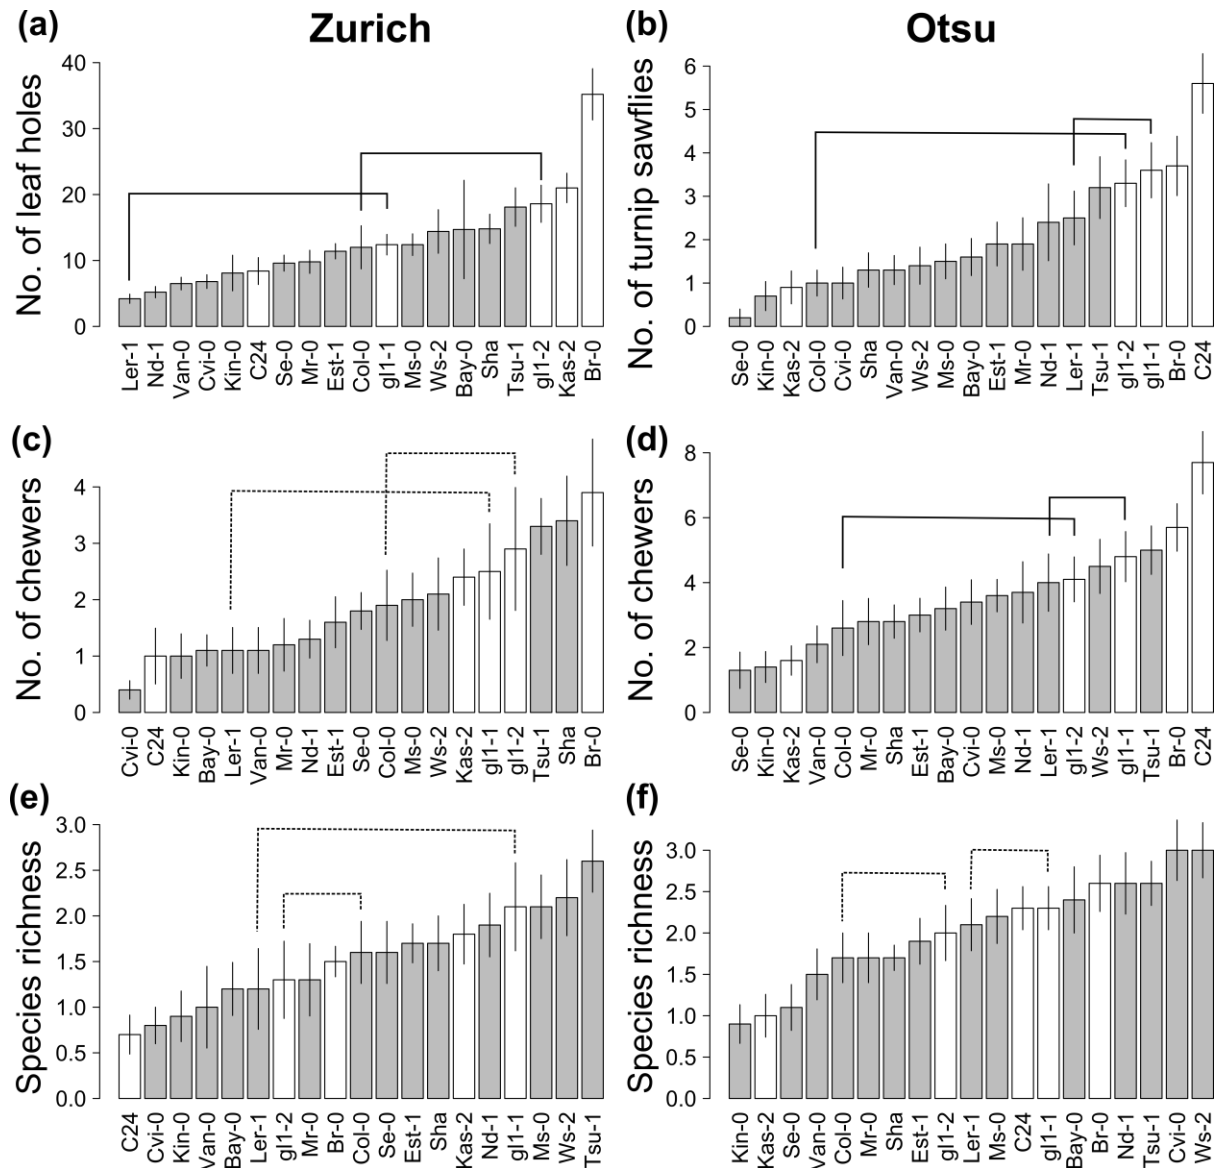 (a) Zurich
(b) Otsu
No. of leaf holes
40
30
20
10
0
Ler-1 Nd-1 Van-0 Cvi-0 Kin-0 C24 Se-0 Mr-0 Est-1 Col-0 gl1-1 Ms-0 Ws-2 Bay-0 Sha Tsu-1 gl1-2 Kas-2 Br-0
No. of turnip sawflies
6
5
4
3
2
1
0
Se-0 Kin-0 Kas-2 Col-0 Cvi-0 Sha Van-0 Ws-2 Ms-0 Bay-0 Est-1 Mr-0 Nd-1 Ler-1 Tsu-1 gl1-2 gl1-1 Br-0 C24
(c)
No. of chewers
4
3
2
1
0
Cvi-0 C24 Kin-0 Bay-0 Ler-1 Van-0 Mr-0 Nd-1 Est-1 Se-0 Col-0 Ms-0 Ws-2 Kas-2 gl1-1 gl1-2 Tsu-1 Sha Br-0
(d)
No. of chewers
8
6
4
2
0
Se-0 Kin-0 Kas-2 Van-0 Col-0 Mr-0 Sha Est-1 Bay-0 Cvi-0 Ms-0 Nd-1 Ler-1 gl1-2 Ws-2 gl1-1 Tsu-1 Br-0 C24
(e)
Species richness
3.0
2.5
2.0
1.5
1.0
0.5
0.0
C24 Cvi-0 Kin-0 Van-0 Bay-0 Ler-1 gl1-2 Mr-0 Br-0 Col-0 Se-0 Est-1 Sha Kas-2 Nd-1 gl1-1 Ms-0 Ws-2 Tsu-1
(f)
Species richness
3.0
2.5
2.0
1.5
1.0
0.5
0.0
Kin-0 Kas-2 Se-0 Van-0 Col-0 Mr-0 Sha Est-1 gl1-2 Ler-1 Ms-0 C24 gl1-1 Bay-0 Br-0 Nd-1 Tsu-1 Cvi-0 Ws-2